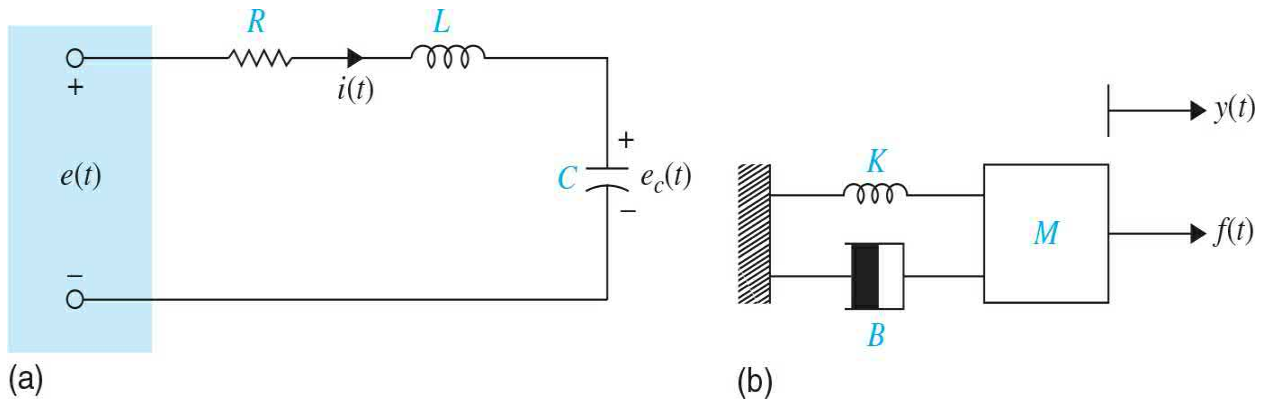 R
L
i(t)
+
e(t)
−
+
C
e_c(t)
−
(a)
y(t)
K
M
f(t)
B
(b)